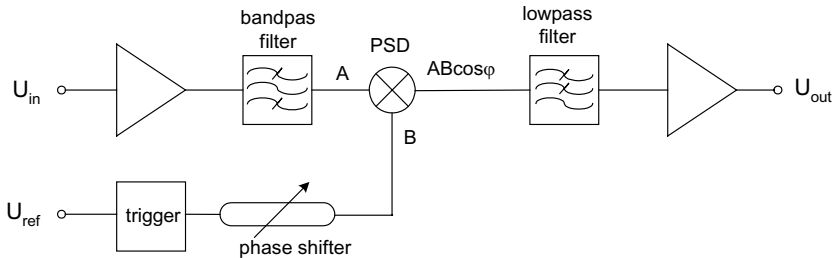 bandpas
filter
PSD
lowpass
filter
U_in
A
ABcosφ
U_out
B
U_ref
trigger
phase shifter